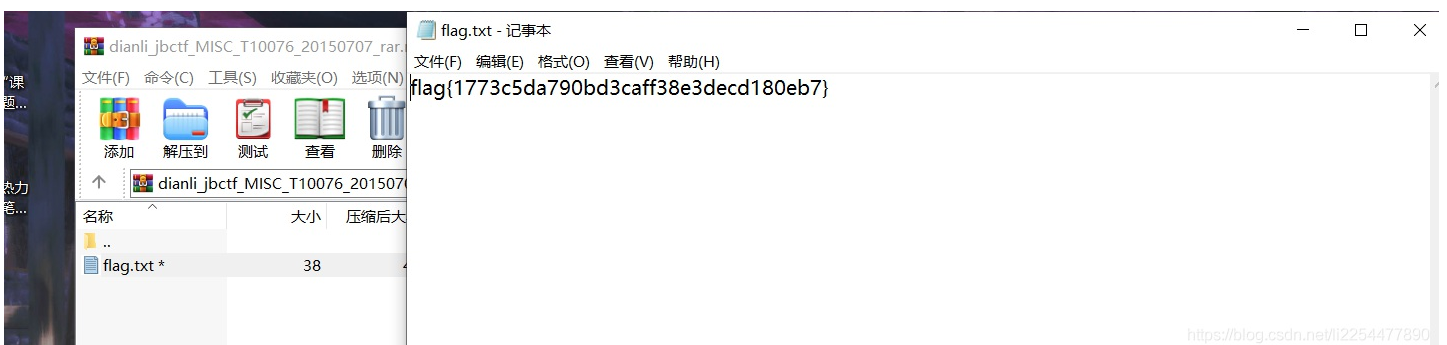 "课
题...
热力
笔...
dianli_jbctf_MISC_T10076_20150707_rar.r
文件(F) 命令(C) 工具(S) 收藏夹(O) 选项(N)
添加 解压到 测试 查看 删除
dianli_jbctf_MISC_T10076_2015070
名称 大小 压缩后大
..
flag.txt * 38 4
flag.txt - 记事本
文件(F) 编辑(E) 格式(O) 查看(V) 帮助(H)
flag{1773c5da790bd3caff38e3decd180eb7}
https://blog.csdn.net/li2254477890